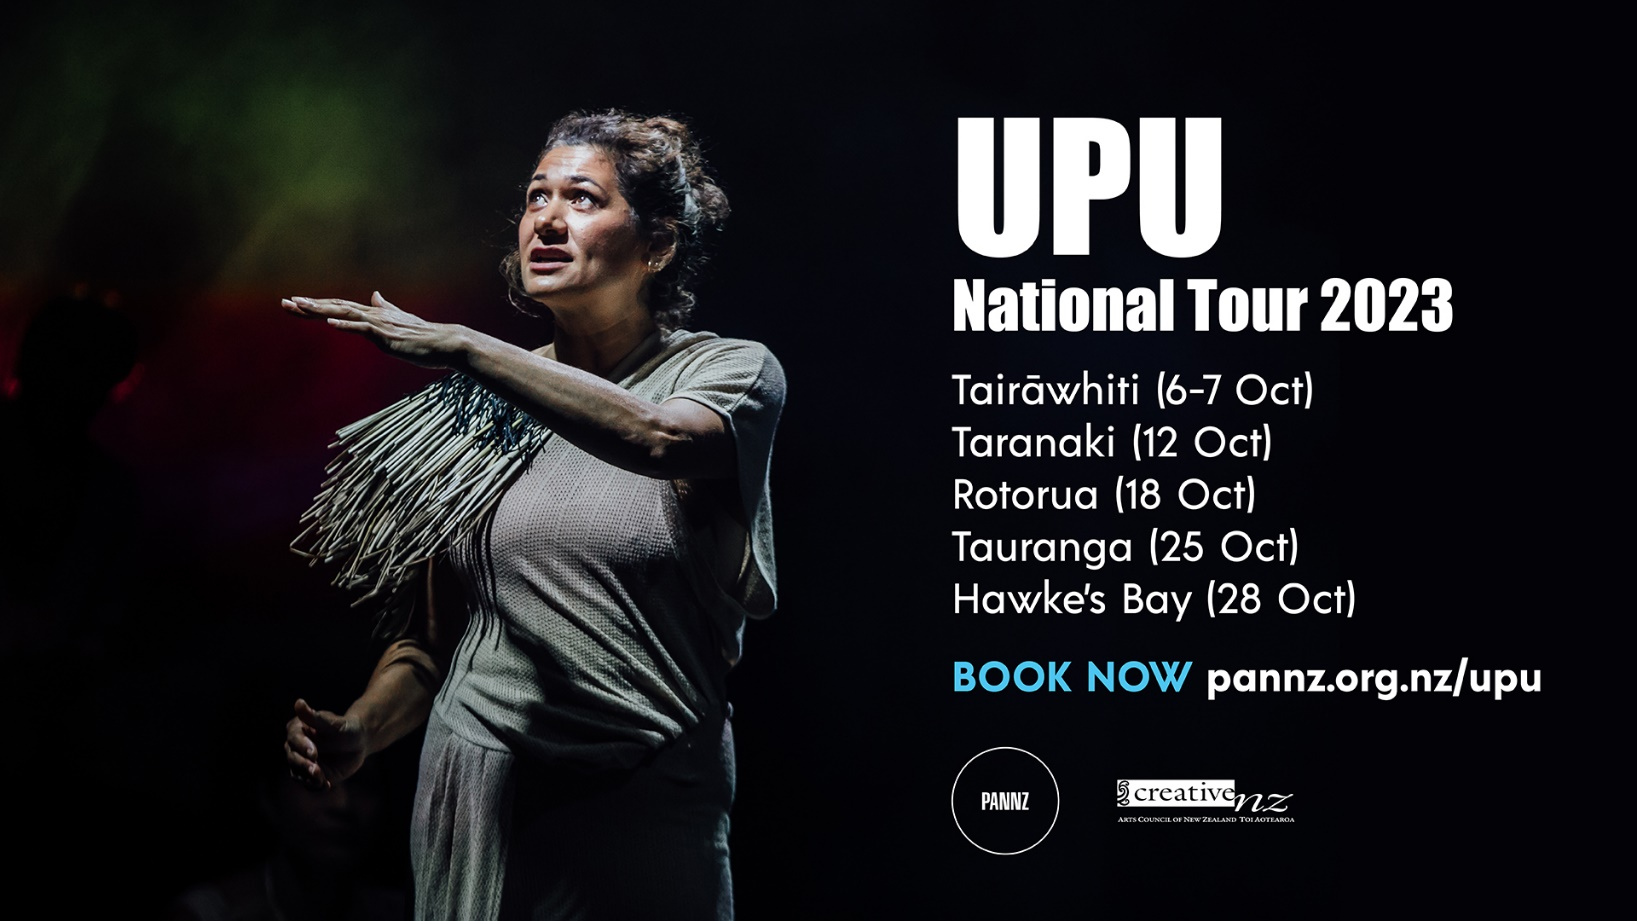 UPU
National Tour 2023
Tairāwhiti (6-7 Oct)
Taranaki (12 Oct)
Rotorua (18 Oct)
Tauranga (25 Oct)
Hawke's Bay (28 Oct)
BOOK NOW pannz.org.nz/upu
PANNZ
creative nz
ARTS COUNCIL OF NEW ZEALAND TOI AOTEAROA